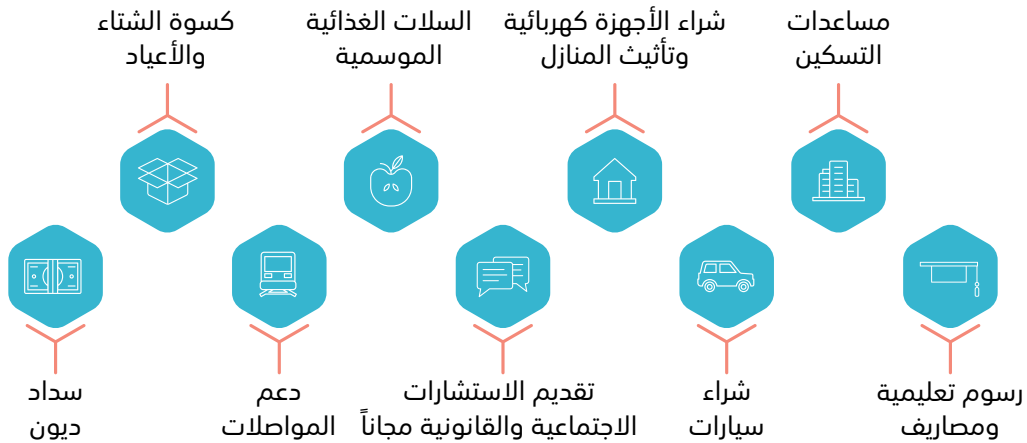 مساعدات
التسكين
شراء الأجهزة كهربائية
وتأثيث المنازل
السلات الغذائية
الموسمية
كسوة الشتاء
والأعياد
رسوم تعليمية
ومصاريف
شراء
سيارات
تقديم الاستشارات
الاجتماعية والقانونية مجاناً
دعم
المواصلات
سداد
ديون